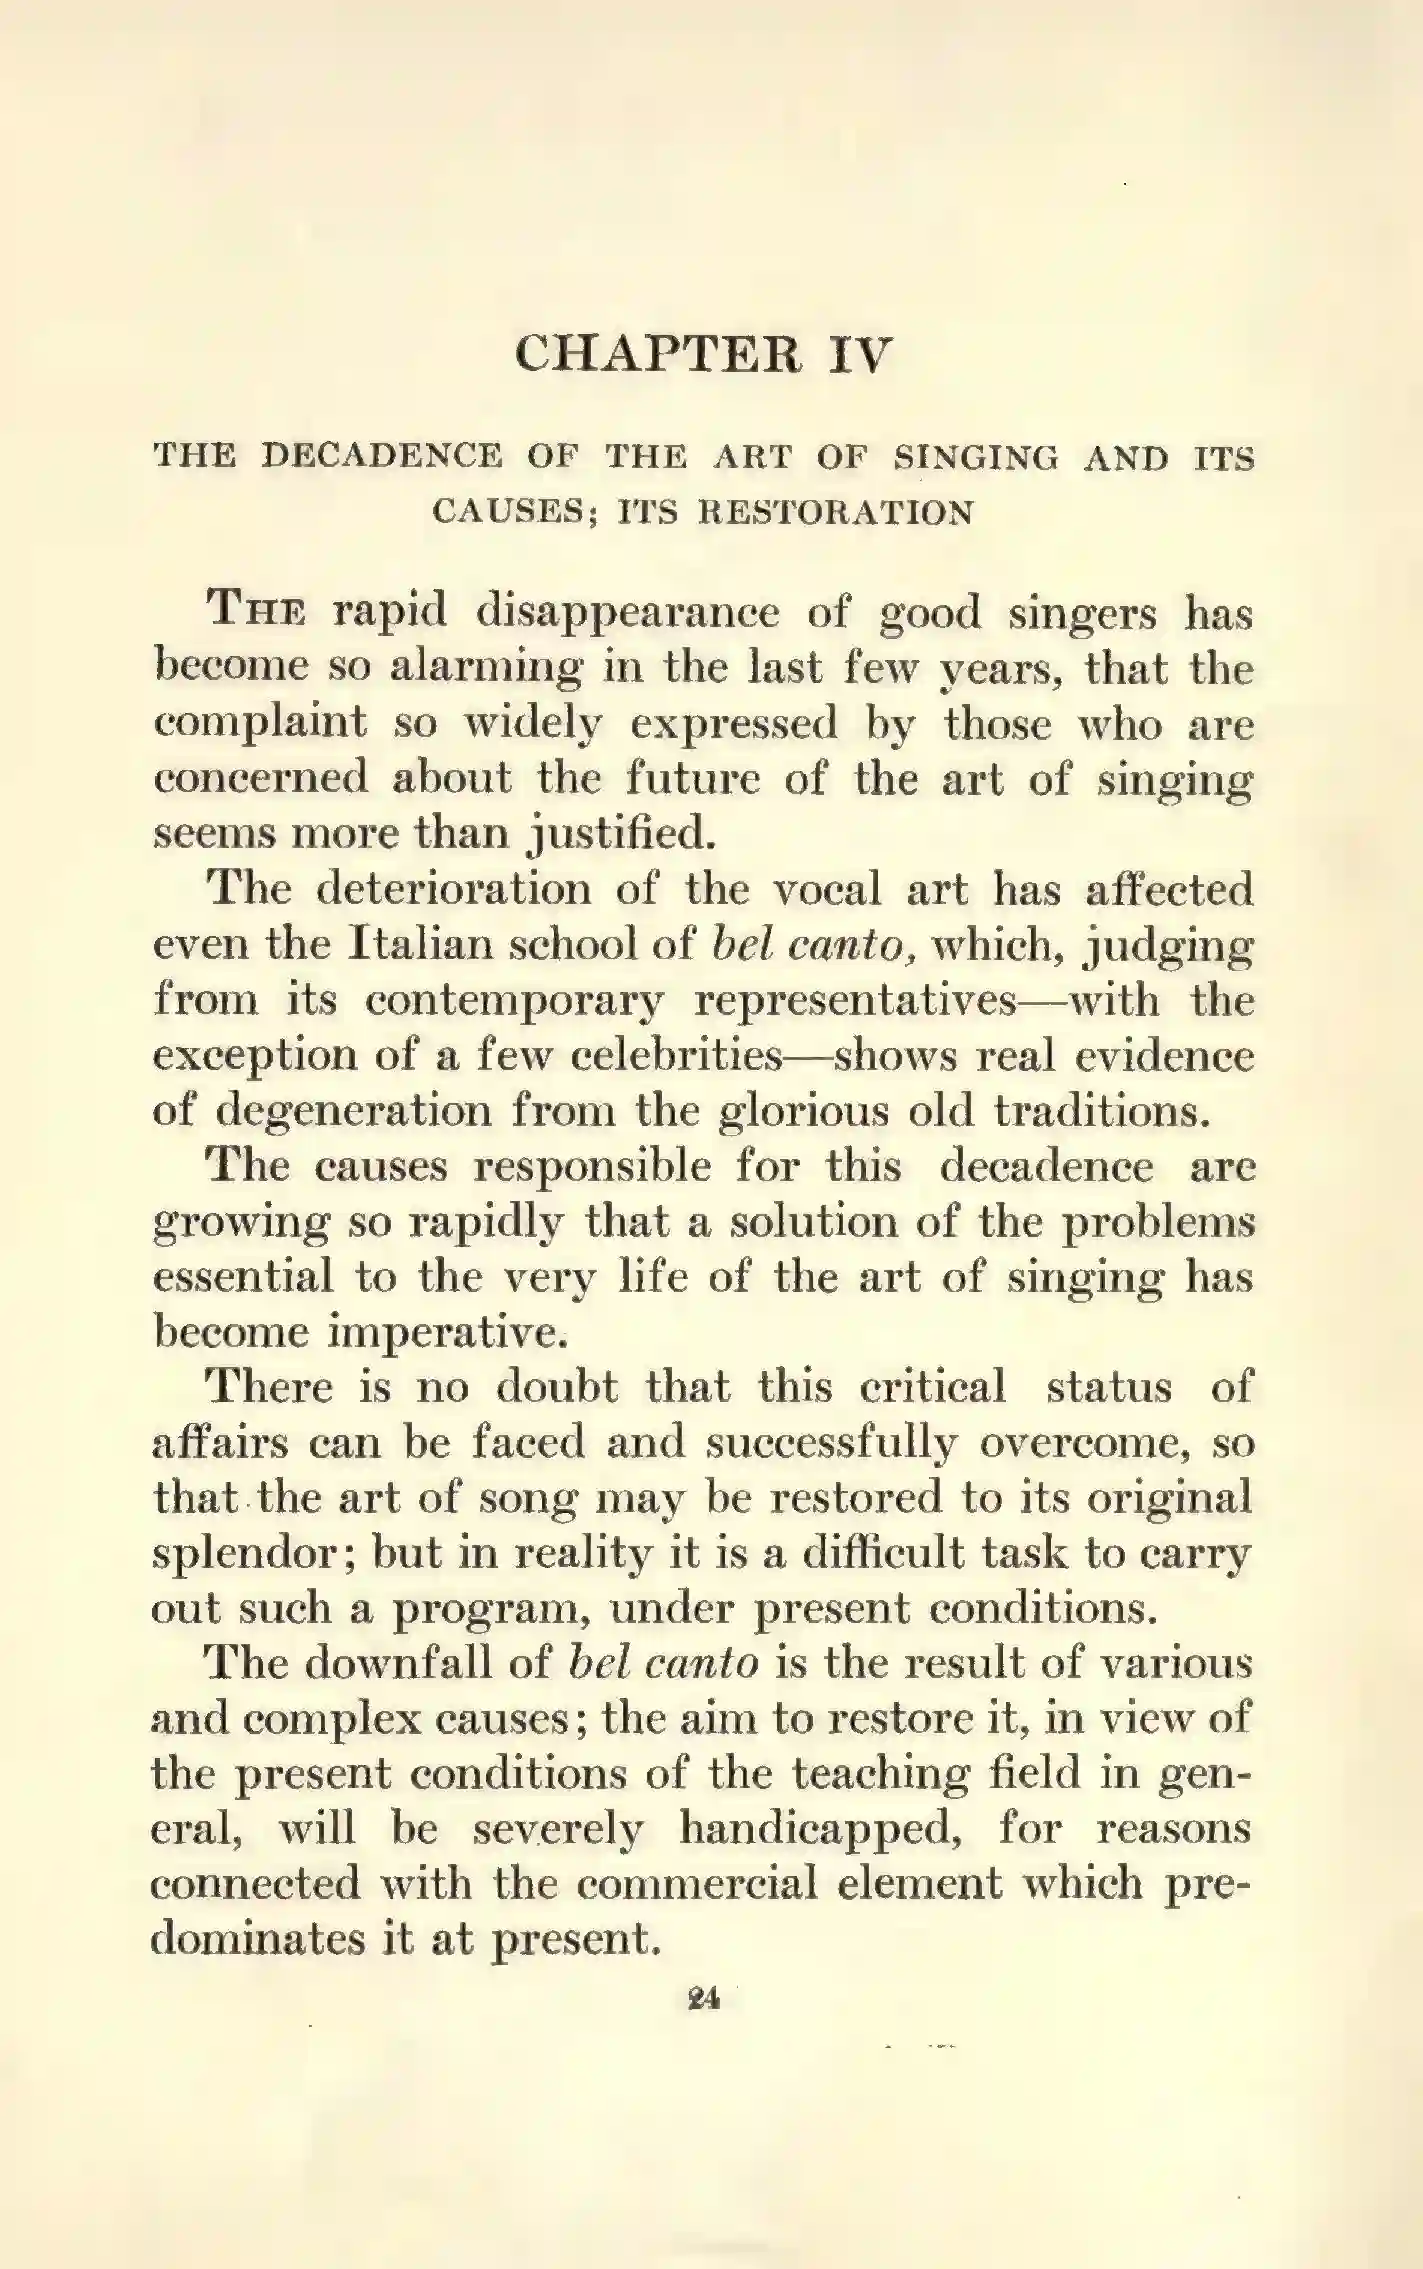 CHAPTER IV
THE DECADENCE OF THE ART OF SINGING AND ITS
CAUSES; ITS RESTORATION
THE rapid disappearance of good singers has
become so alarming in the last few years, that the
complaint so widely expressed by those who are
concerned about the future of the art of singing
seems more than justified.
The deterioration of the vocal art has affected
even the Italian school of bel canto, which, judging
from its contemporary representatives—with the
exception of a few celebrities—shows real evidence
of degeneration from the glorious old traditions.
The causes responsible for this decadence are
growing so rapidly that a solution of the problems
essential to the very life of the art of singing has
become imperative.
There is no doubt that this critical status of
affairs can be faced and successfully overcome, so
that the art of song may be restored to its original
splendor; but in reality it is a difficult task to carry
out such a program, under present conditions.
The downfall of bel canto is the result of various
and complex causes; the aim to restore it, in view of
the present conditions of the teaching field in gen-
eral, will be severely handicapped, for reasons
connected with the commercial element which pre-
dominates it at present.
24